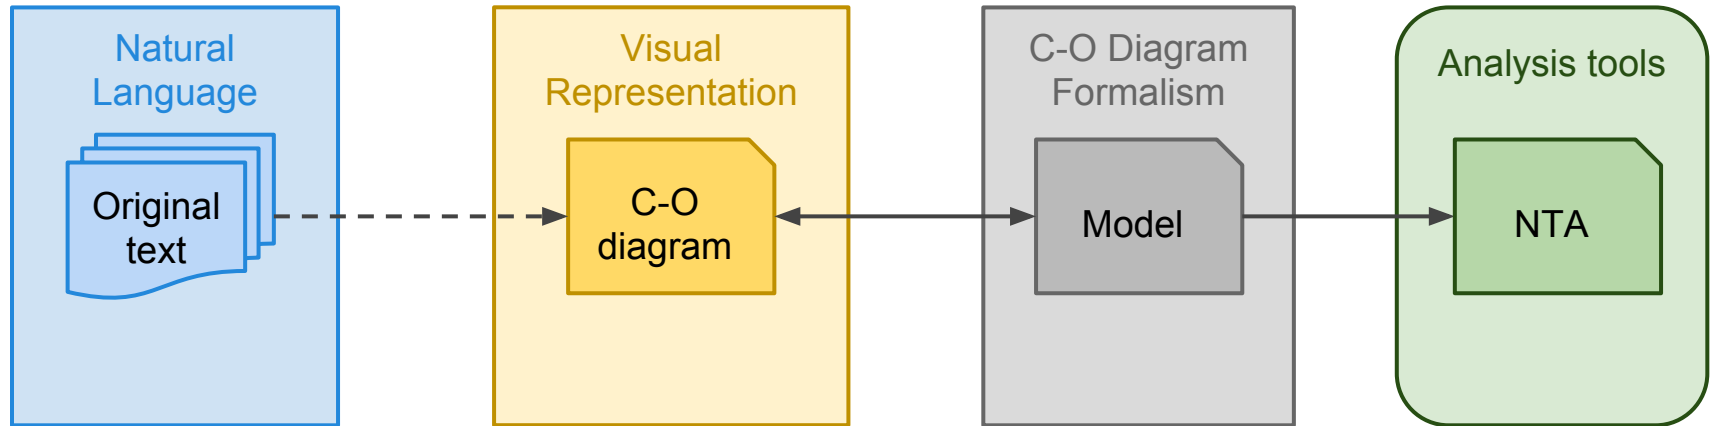 Natural
Language
Original
text
Visual
Representation
C-O
diagram
C-O Diagram
Formalism
Model
Analysis tools
NTA